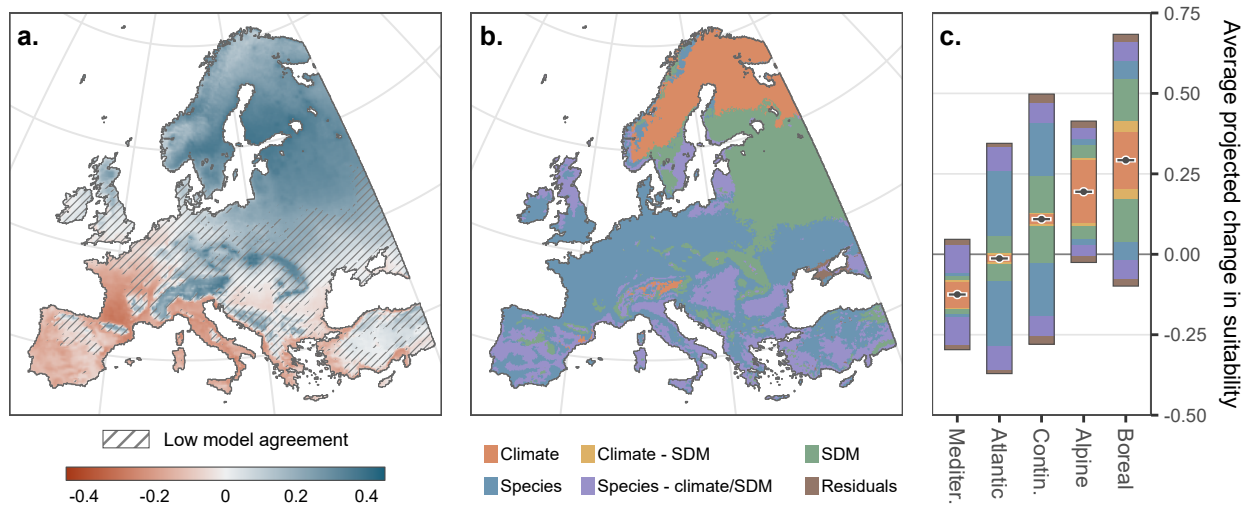 a.
b.
c.
0.75
0.50
0.25
0.00
-0.25
-0.50
Average projected change in suitability
Mediter.
Atlantic
Contin.
Alpine
Boreal
Low model agreement
-0.4 -0.2 0 0.2 0.4
Climate Climate - SDM SDM
Species Species - climate/SDM Residuals